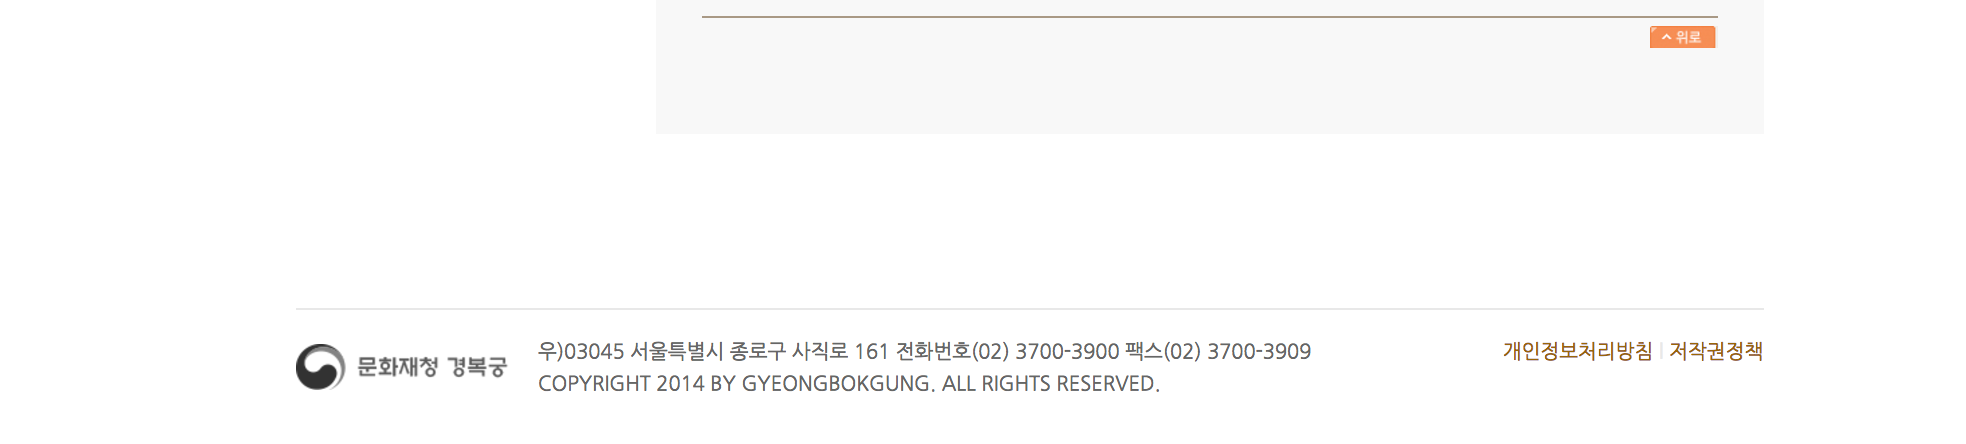 위로
문화재청 경복궁
우)03045 서울특별시 종로구 사직로 161 전화번호(02) 3700-3900 팩스(02) 3700-3909
COPYRIGHT 2014 BY GYEONGBOKGUNG. ALL RIGHTS RESERVED.
개인정보처리방침 | 저작권정책